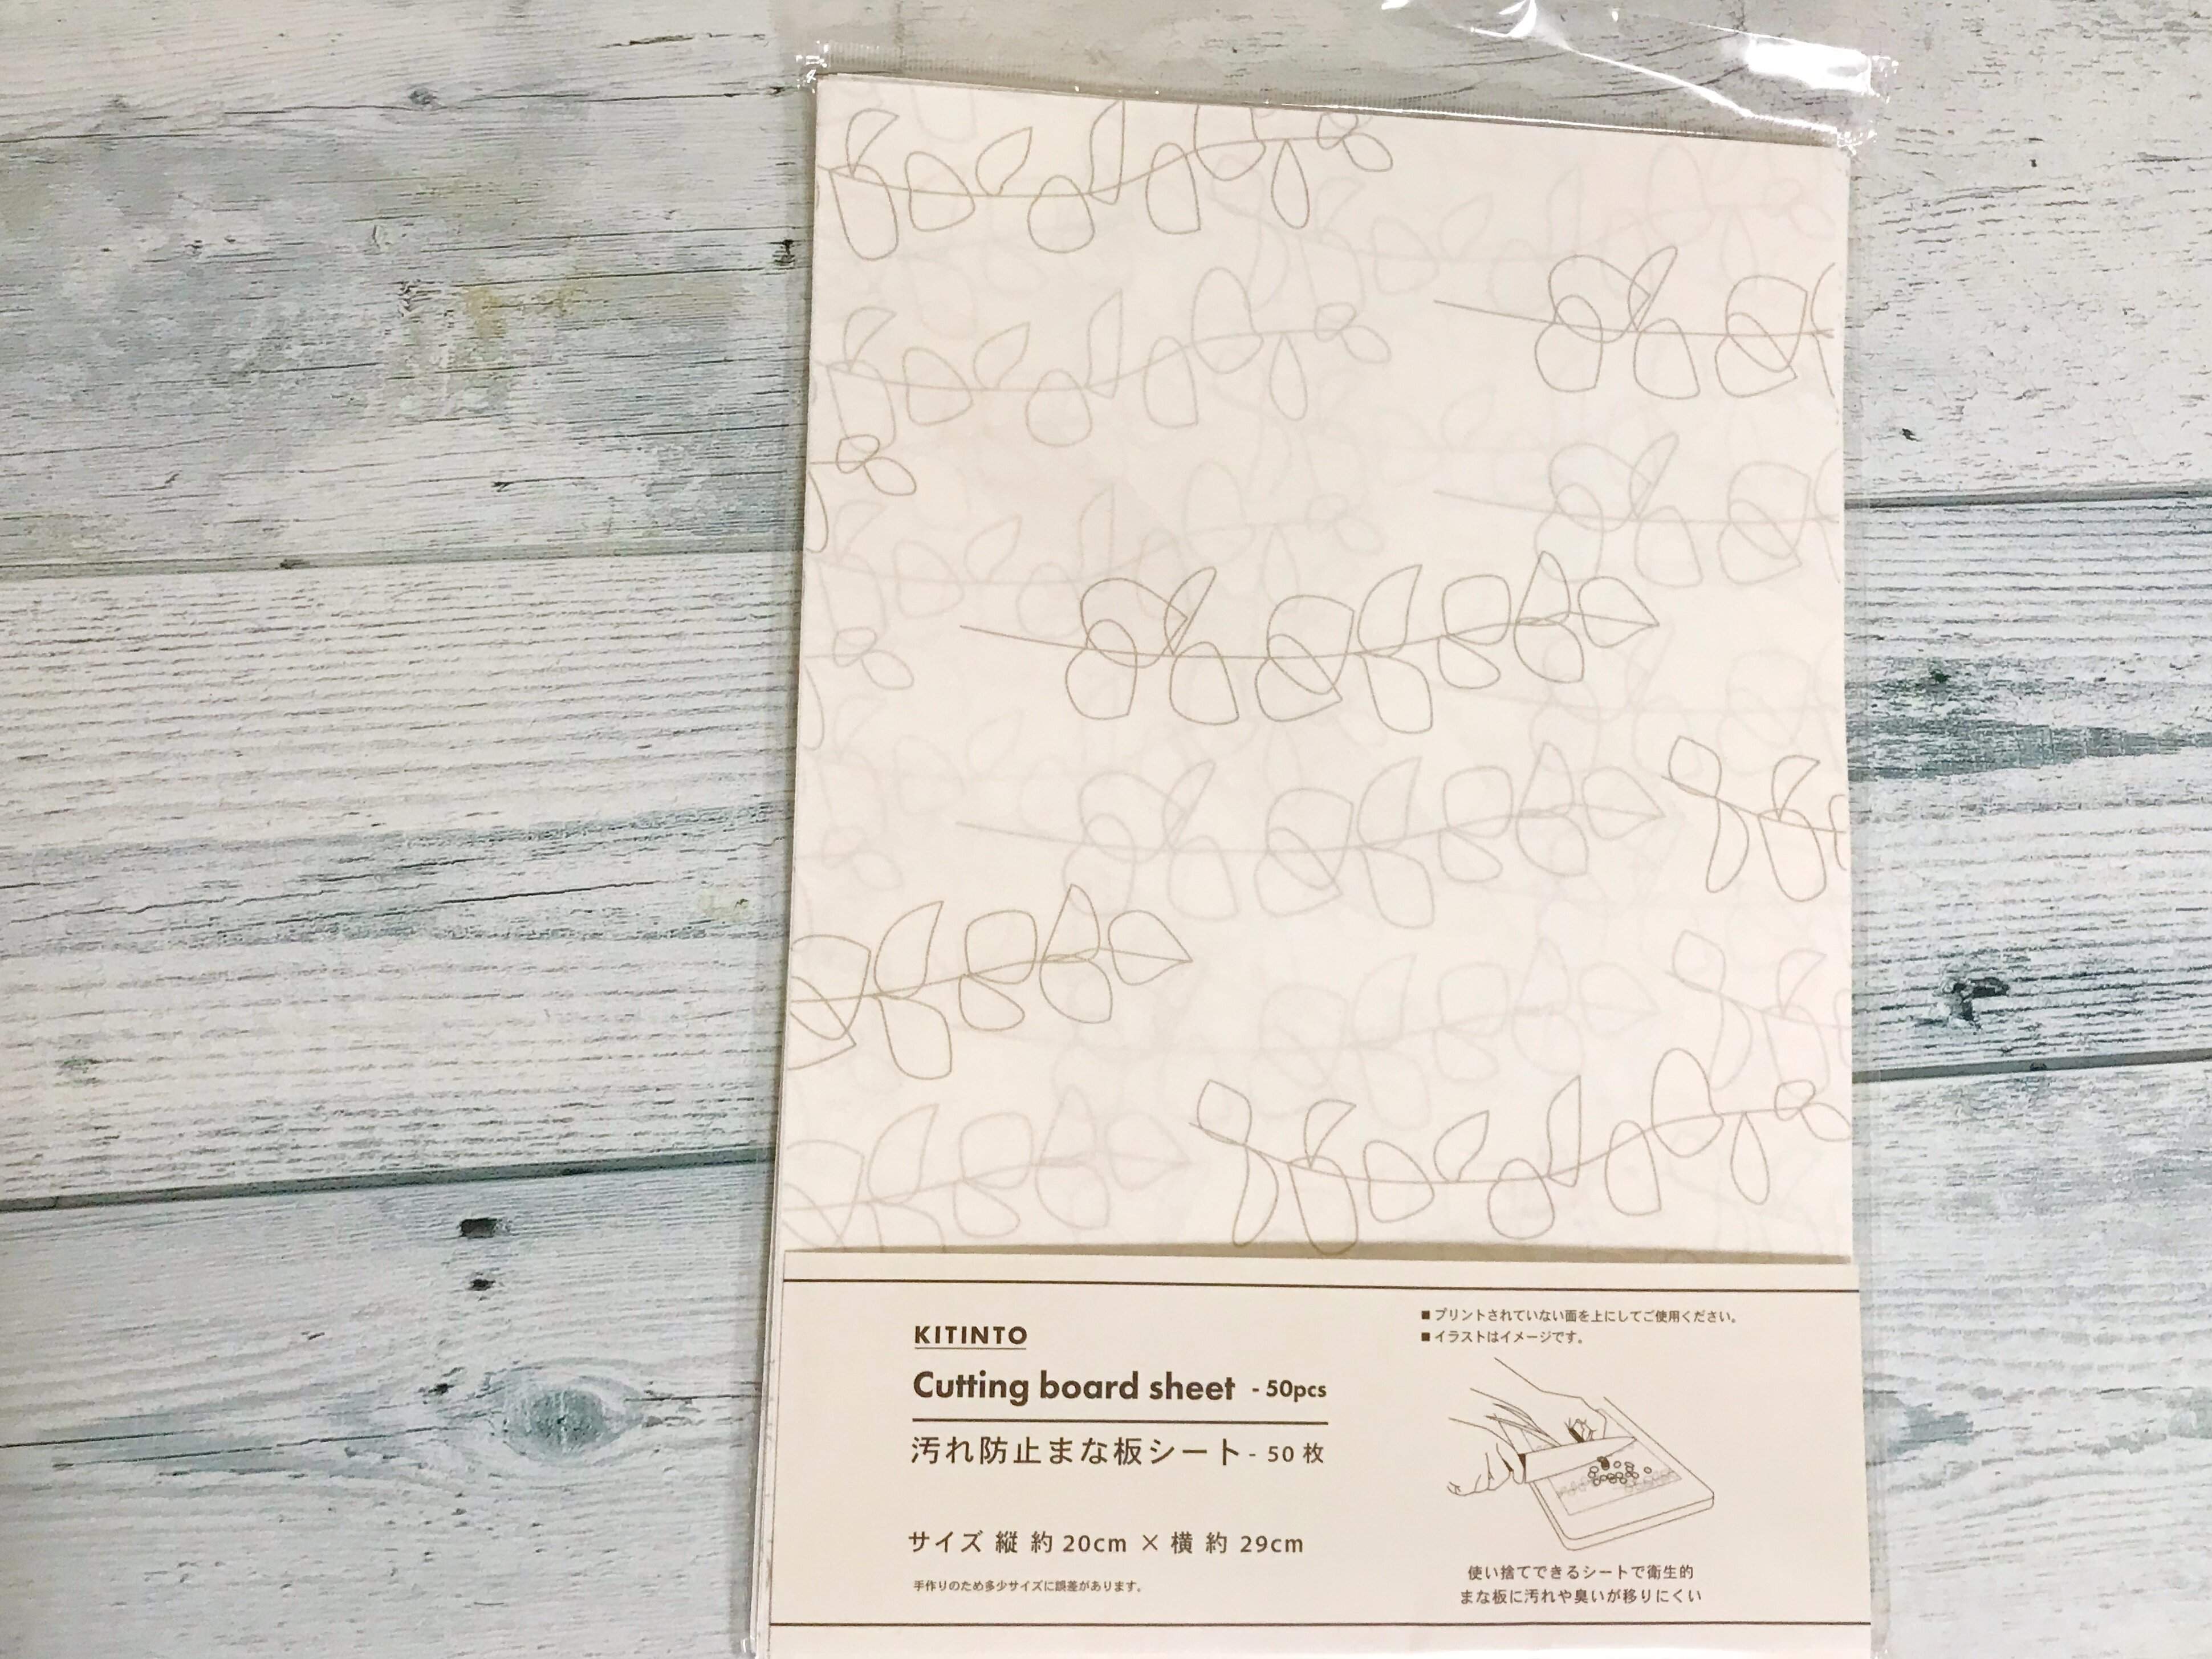 KITINTO
Cutting board sheet - 50pcs
汚れ防止まな板シート - 50 枚
サイズ 縦 約 20cm × 横 約 29cm
手作りのため多少サイズに誤差があります。
■ プリントされていない面を上にしてご使用ください。
■ イラストはイメージです。
使い捨てできるシートで衛生的
まな板に汚れや臭いが移りにくい